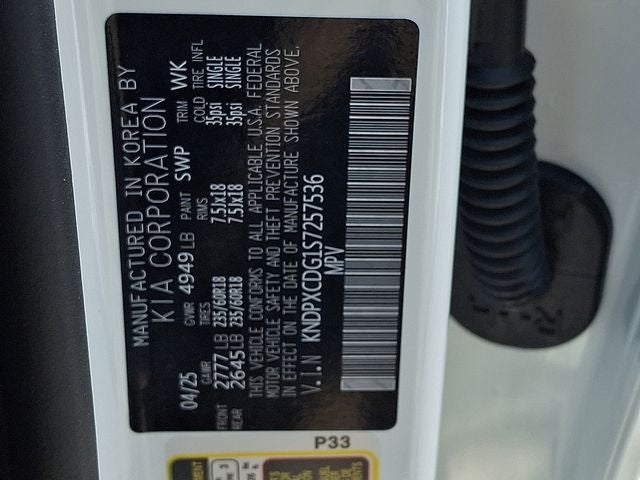 MANUFACTURED IN KOREA BY
KIA CORPORATION
04/25 GVWR 4949 LB PAINT SWP TRIM WK
GAWR TIRES RIMS COLD TIRE INFL
FRONT 2777 LB 235/60R18 7.5Jx18 35psi SINGLE
REAR 2645 LB 235/60R18 7.5Jx18 35psi SINGLE
THIS VEHICLE CONFORMS TO ALL APPLICABLE U.S.A. FEDERAL
MOTOR VEHICLE SAFETY AND THEFT PREVENTION STANDARDS
IN EFFECT ON THE DATE OF MANUFACTURE SHOWN ABOVE.
V.I.N KNDPXCDG1S7257536
MPV
P33